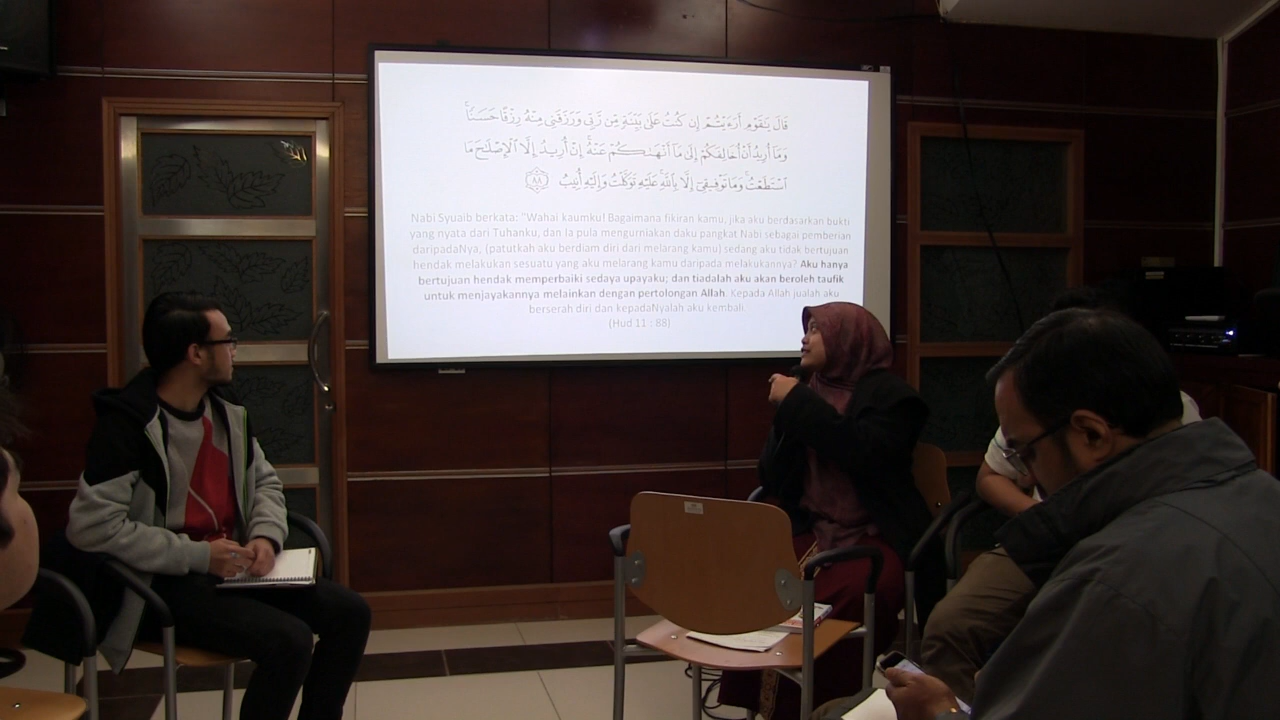 قَالَ يَـٰقَوْمِ أَرَءَيْتُمْ إِن كُنتُ عَلَىٰ بَيِّنَةٍ مِّن رَّبِّى وَرَزَقَنِى مِنْهُ رِزْقًا حَسَنًا ۚ
وَمَآ أُرِيدُ أَنْ أُخَالِفَكُمْ إِلَىٰ مَآ أَنْهَىٰكُمْ عَنْهُ ۚ إِنْ أُرِيدُ إِلَّا ٱلْإِصْلَـٰحَ مَا
ٱسْتَطَعْتُ ۚ وَمَا تَوْفِيقِىٓ إِلَّا بِٱللَّهِ ۚ عَلَيْهِ تَوَكَّلْتُ وَإِلَيْهِ أُنِيبُ ٨٨
Nabi Syuaib berkata: "Wahai kaumku! Bagaimana fikiran kamu, jika aku berdasarkan bukti
yang nyata dari Tuhanku, dan Ia pula mengurniakan daku pangkat Nabi sebagai pemberian
daripadaNya, (patutkah aku berdiam diri dari melarang kamu) sedang aku tidak bertujuan
hendak melakukan sesuatu yang aku melarang kamu daripada melakukannya? Aku hanya
bertujuan hendak memperbaiki sedaya upayaku; dan tiadalah aku akan beroleh taufik
untuk menjayakannya melainkan dengan pertolongan Allah. Kepada Allah jualah aku
berserah diri dan kepadaNyalah aku kembali.
(Hud 11 : 88)